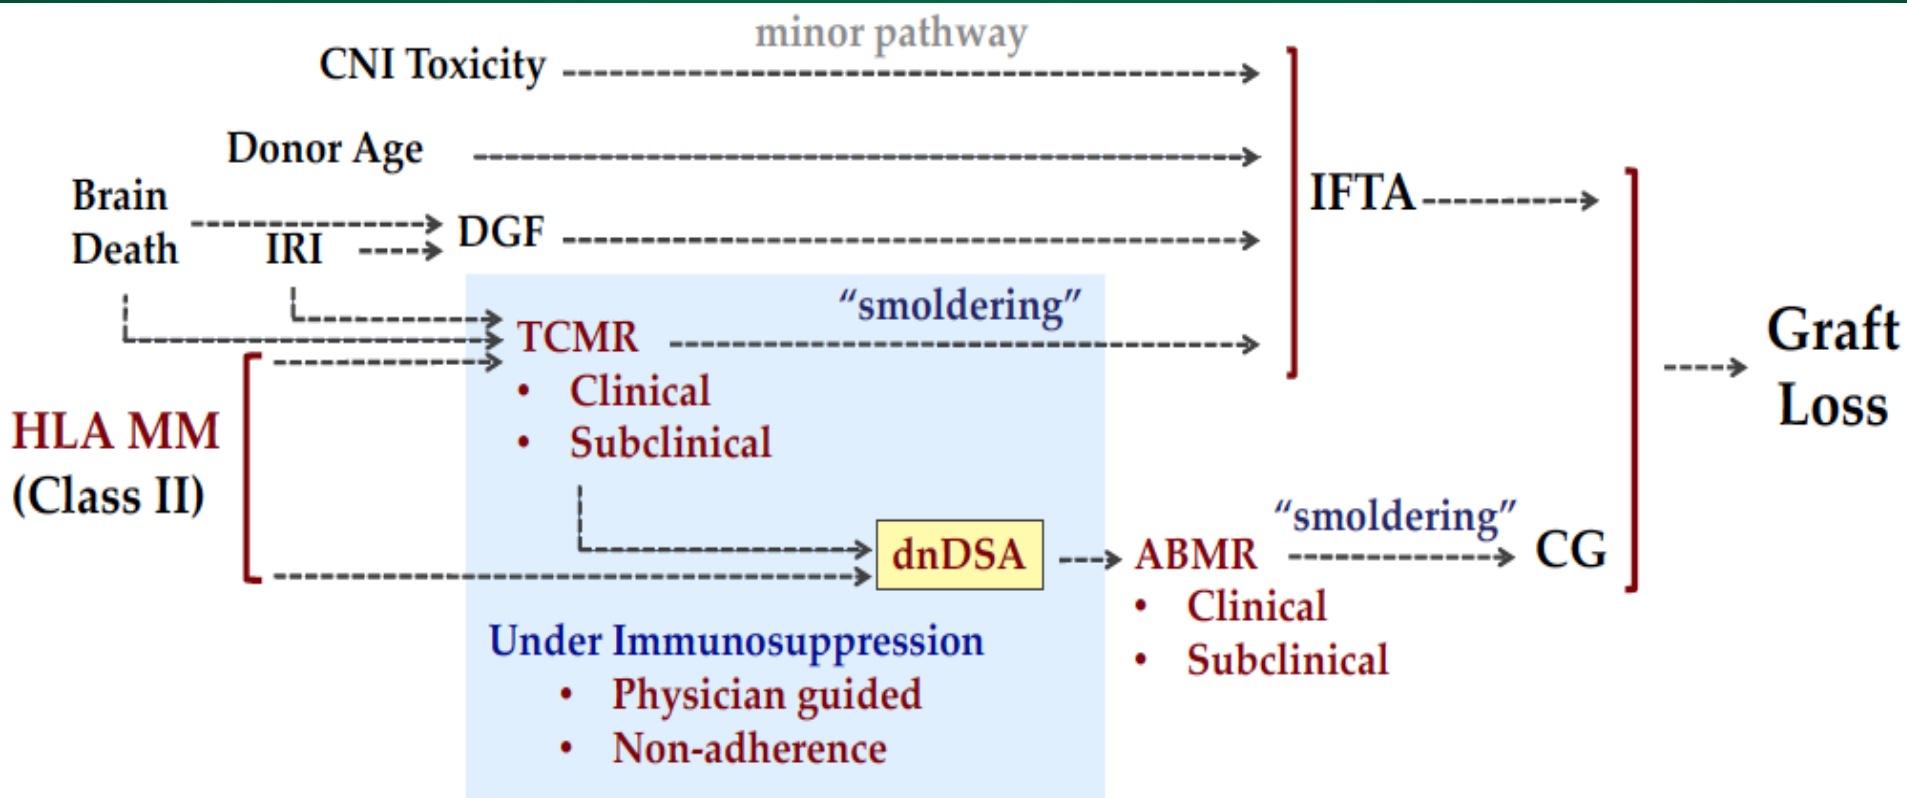 minor pathway
CNI Toxicity
Donor Age
Brain
Death
IRI
DGF
IFTA
"smoldering"
TCMR
• Clinical
• Subclinical
HLA MM
(Class II)
Graft
Loss
dnDSA
ABMR
"smoldering"
CG
• Clinical
• Subclinical
Under Immunosuppression
• Physician guided
• Non-adherence